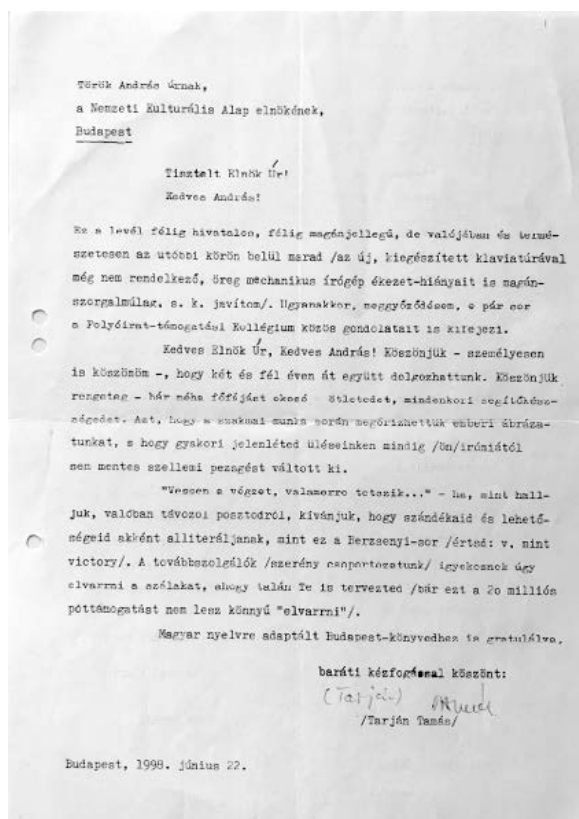 Török András úrnak,
a Nemzeti Kulturális Alap elnökének,
Budapest
Tisztelt Elnök Úr!
Kedves András!
Ez a levél félig hivatalos, félig magánjellegű, de valójában és termé-
szetesen az utóbbi körön belül marad /az új, kiegészített klaviatúrával
még nem rendelkező, öreg mechanikus írógép ékezet-hiányait is magán-
szorgalmúlag, s. k. javítom/. Ugyanakkor, meggyőződésem, e pár sor
a Folyóirat-támogatási Kollégium közös gondolatait is kifejezi.
Kedves Elnök Úr, Kedves András! Köszönjük - személyesen
is köszönöm -, hogy két és fél éven át együtt dolgozhattunk. Köszönjük
rengeteg - bár néha főfájást okozó - ötletedet, mindenkori segítőkész-
ségedet. Azt, hogy a szakmai munka során megőrizhettük emberi ábráza-
tunkat, s hogy gyakori jelenléted üléseinken mindig /ön/iróniától
sem mentes szellemi pezsgést váltott ki.
"Vessen a végzet, valamerre tetszik..." - ha, mint hall-
juk, valóban távozol posztodról, kívánjuk, hogy szándékaid és lehető-
ségeid akként alliteráljanak, mint ez a Berzsenyi-sor /értsd: v. mint
victory/. A továbbszolgálók /szerény csoportozatunk/ igyekeznek úgy
elvarrni a szálakat, ahogy talán Te is tervezted /bár ezt a 2o milliós
póttámogatást nem lesz könnyű "elvarrni"/.
Magyar nyelvre adaptált Budapest-könyvedhez is gratulálva,
baráti kézfogással köszönt:
(Tarján)
/Tarján Tamás/
Budapest, 1998. június 22.